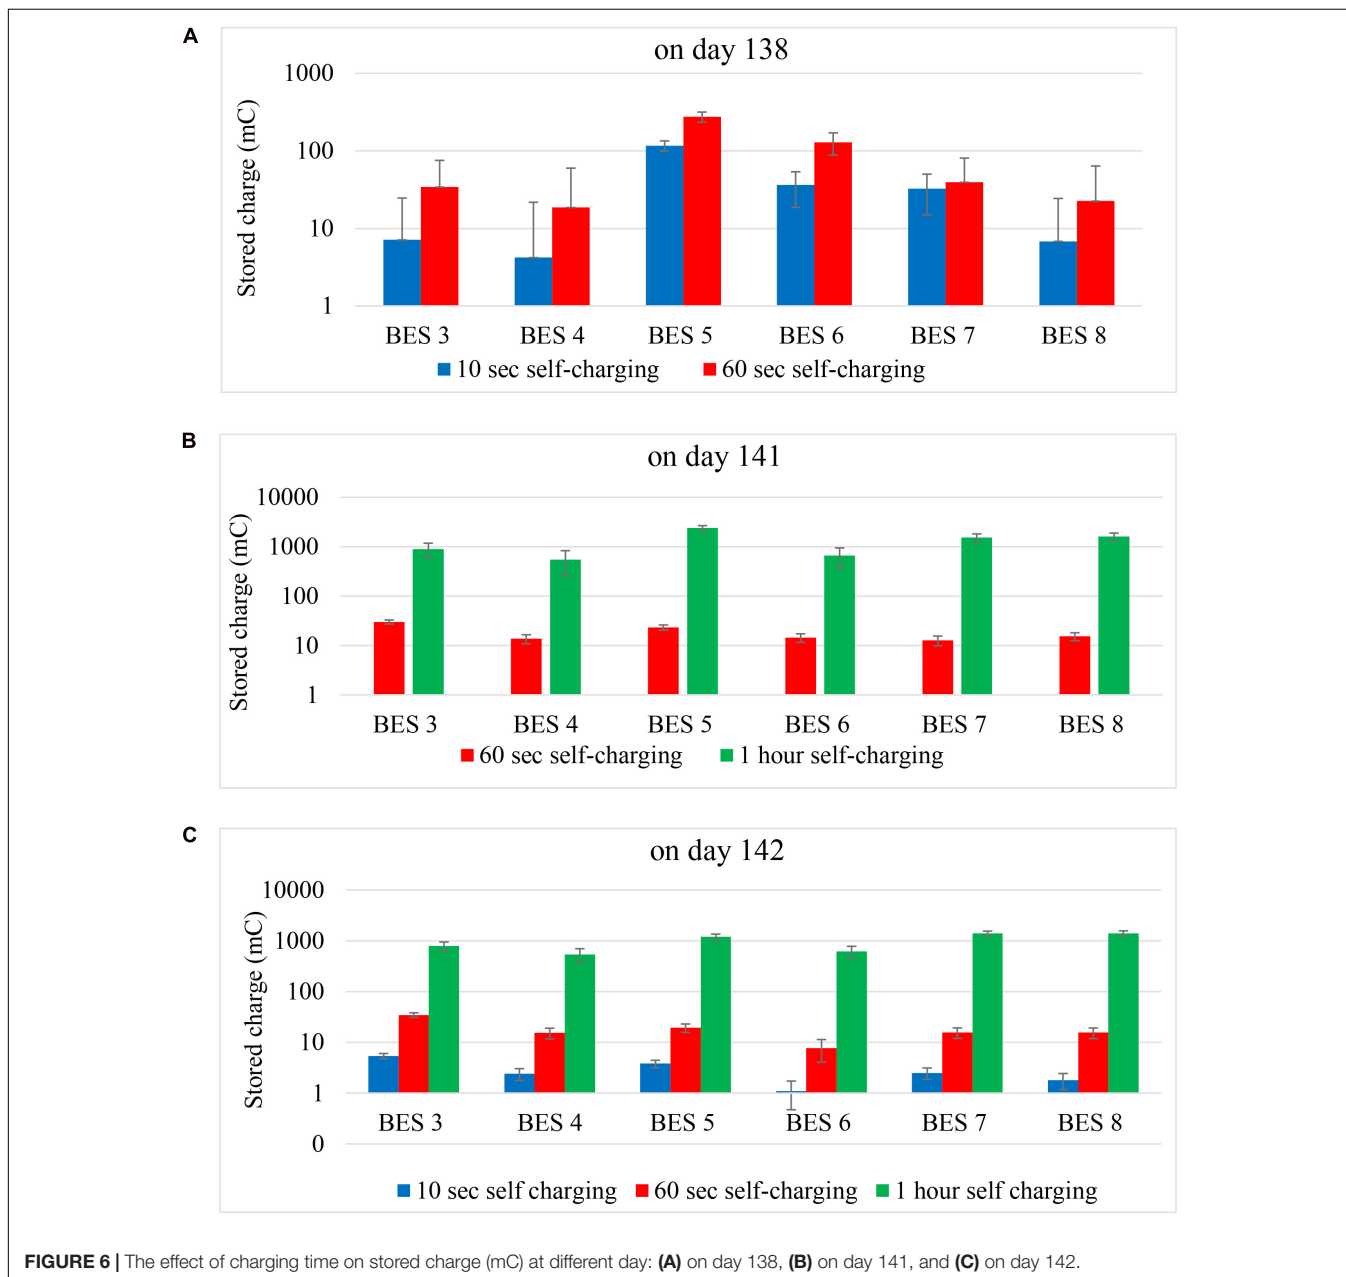 A
on day 138
Stored charge (mC)
1000
100
10
1
BES 3 BES 4 BES 5 BES 6 BES 7 BES 8
10 sec self-charging 60 sec self-charging
B
on day 141
Stored charge (mC)
10000
1000
100
10
1
BES 3 BES 4 BES 5 BES 6 BES 7 BES 8
60 sec self-charging 1 hour self-charging
C
on day 142
Stored charge (mC)
10000
1000
100
10
1
BES 3 BES 4 BES 5 BES 6 BES 7 BES 8
0
10 sec self charging 60 sec self-charging 1 hour self charging
FIGURE 6 | The effect of charging time on stored charge (mC) at different day: (A) on day 138, (B) on day 141, and (C) on day 142.